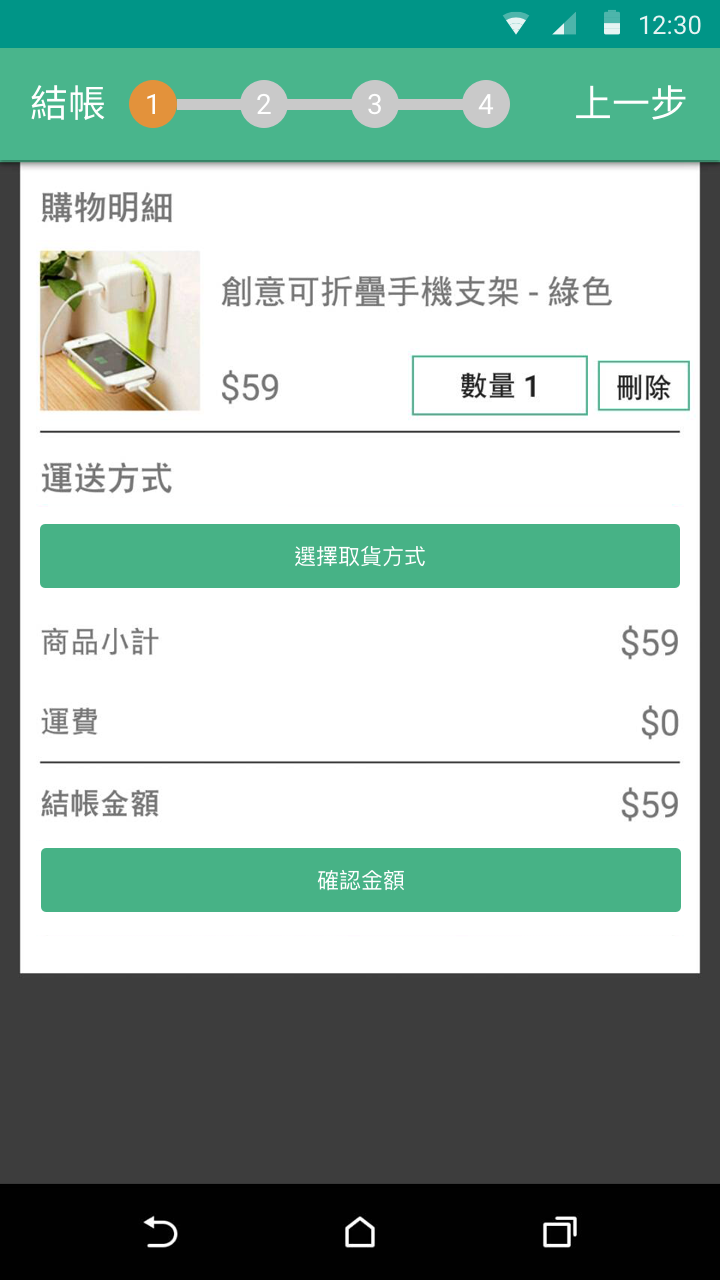 12:30
結帳 1 2 3 4 上一步
購物明細
創意可折疊手機支架 - 綠色
$59 數量 1 刪除
運送方式
選擇取貨方式
商品小計 $59
運費 $0
結帳金額 $59
確認金額